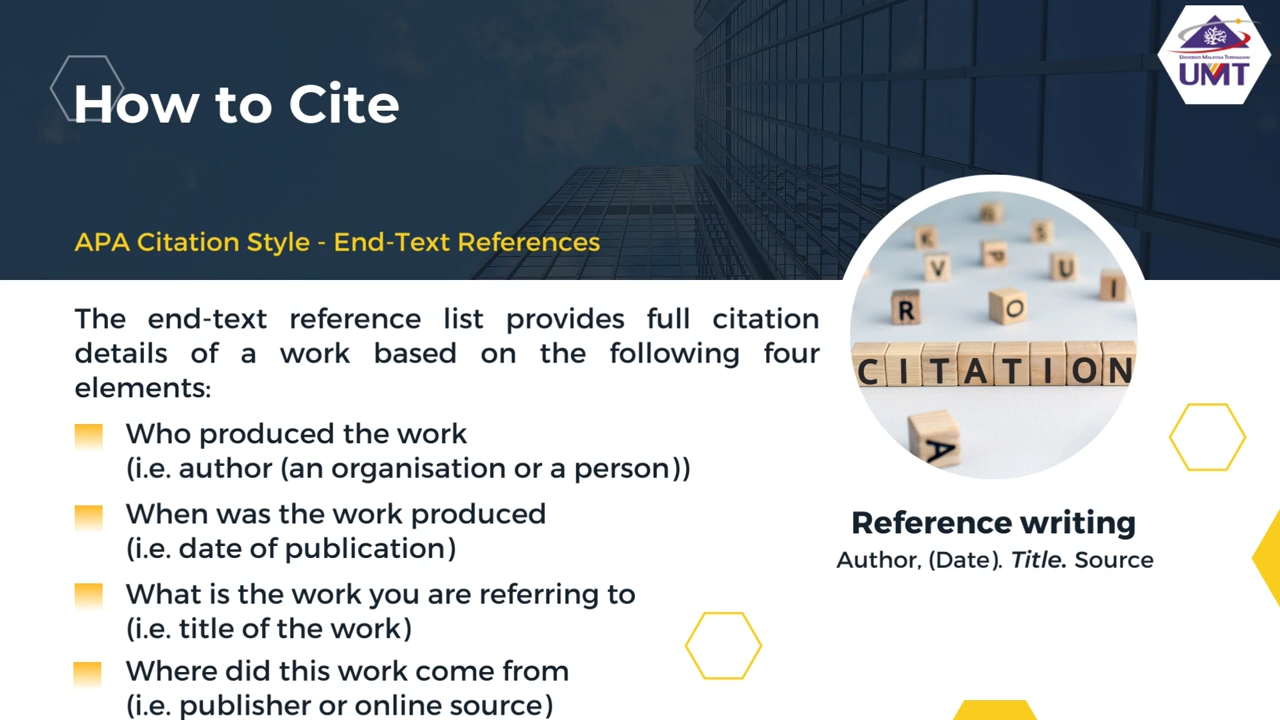 UNIVERSITI MALAYSIA TERENGGANU
UMT
How to Cite
APA Citation Style - End-Text References
The end-text reference list provides full citation
details of a work based on the following four
elements:
Who produced the work
(i.e. author (an organisation or a person))
When was the work produced
(i.e. date of publication)
What is the work you are referring to
(i.e. title of the work)
Where did this work come from
(i.e. publisher or online source)
K S
V P U I
R O
CITATION
A
Reference writing
Author, (Date). Title. Source